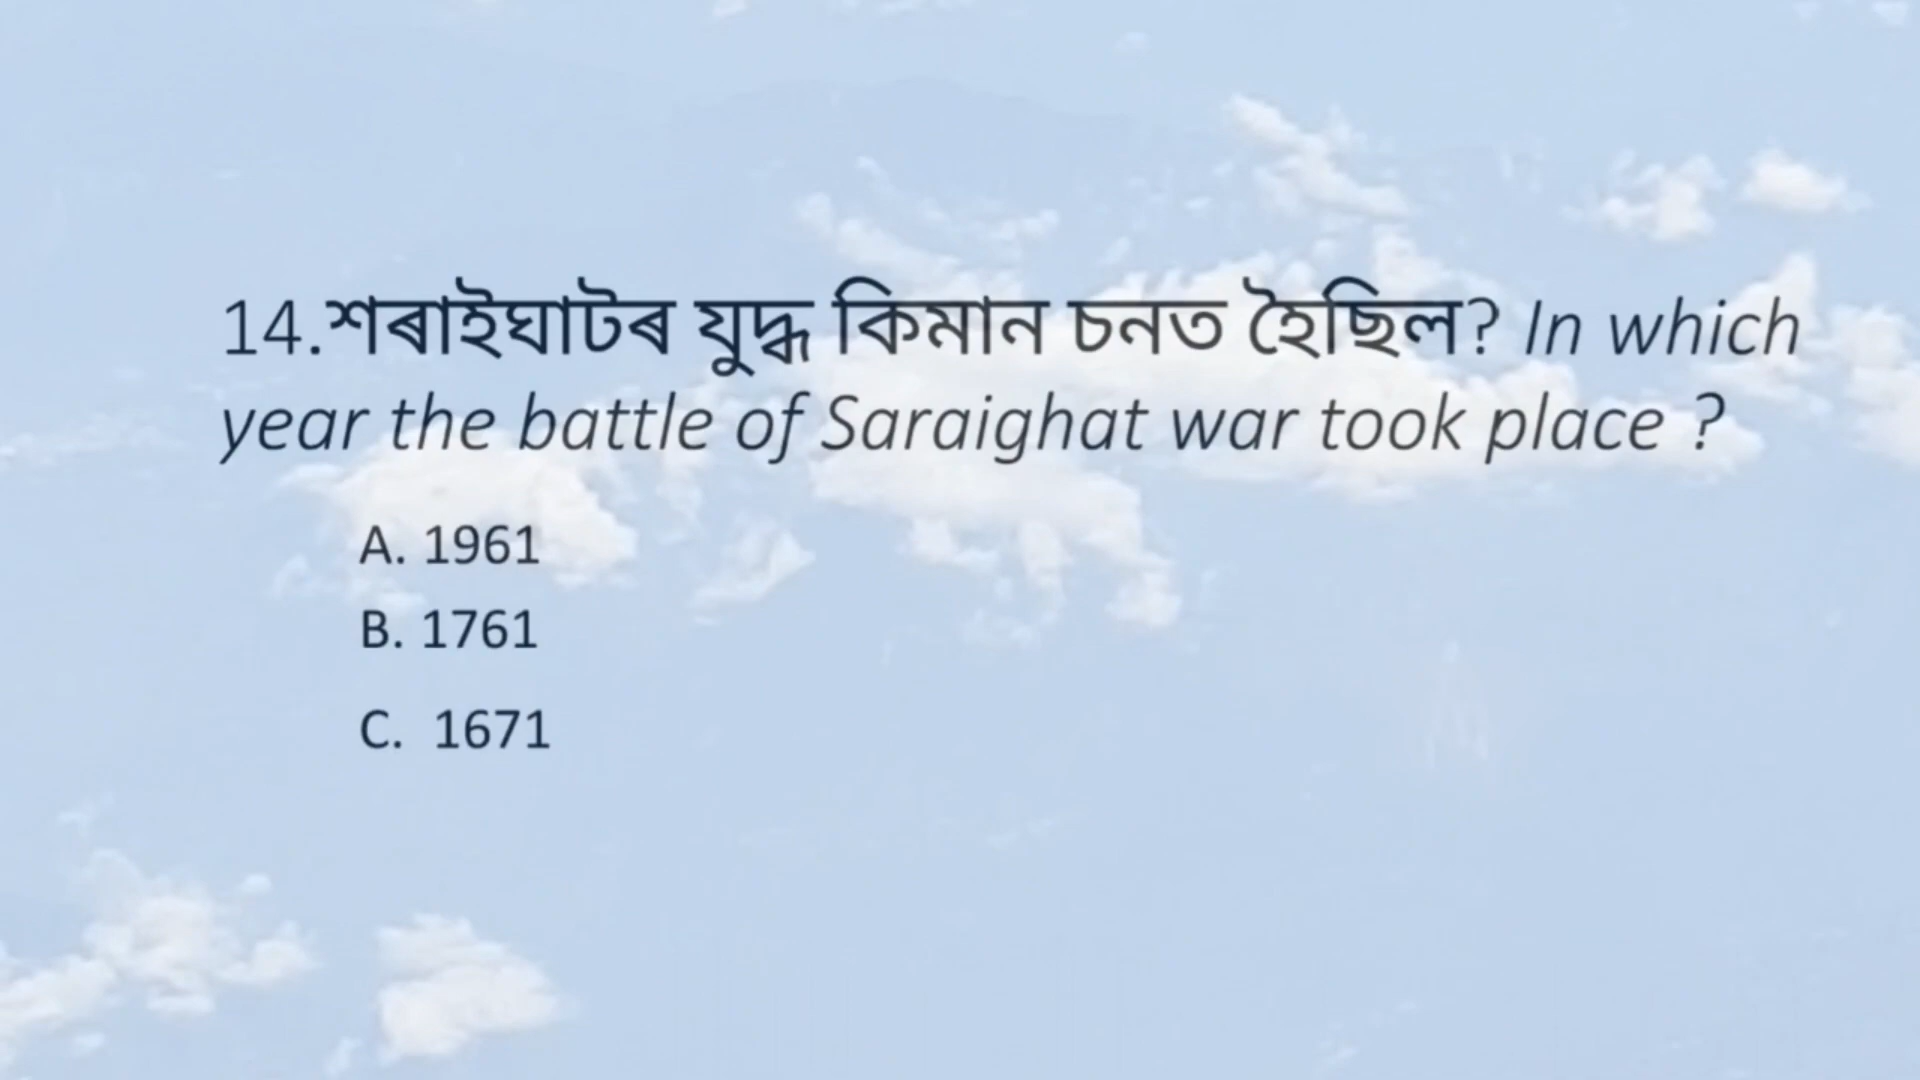 14.শৰাইঘাটৰ যুদ্ধ কিমান চনত হৈছিল? In which
year the battle of Saraighat war took place ?
A. 1961
B. 1761
C. 1671